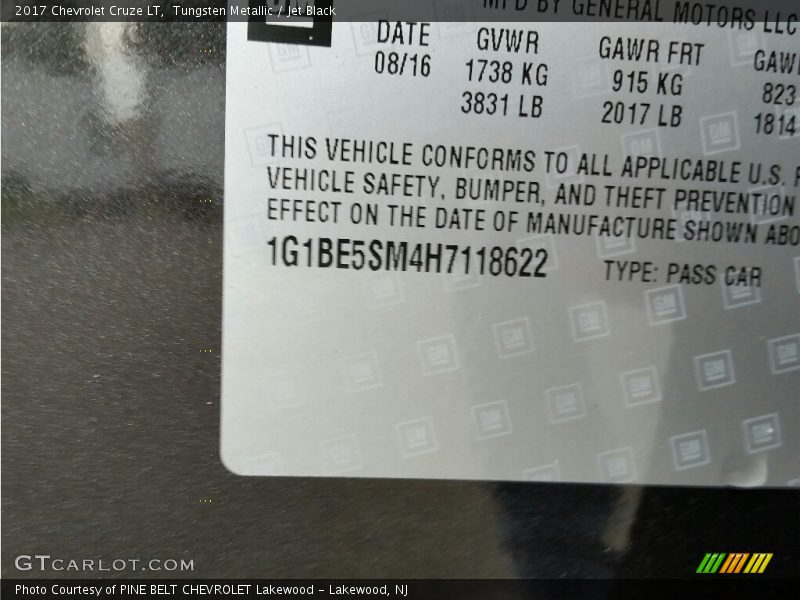 2017 Chevrolet Cruze LT,  Tungsten Metallic / Jet Black
MFD BY GENERAL MOTORS LLC
DATE GVWR GAWR FRT GAW
08/16 1738 KG 915 KG 823
3831 LB 2017 LB 1814
THIS VEHICLE CONFORMS TO ALL APPLICABLE U.S.
VEHICLE SAFETY, BUMPER, AND THEFT PREVENTION
EFFECT ON THE DATE OF MANUFACTURE SHOWN ABO
1G1BE5SM4H7118622 TYPE: PASS CAR
GTCARLOT.COM
Photo Courtesy of PINE BELT CHEVROLET Lakewood – Lakewood, NJ